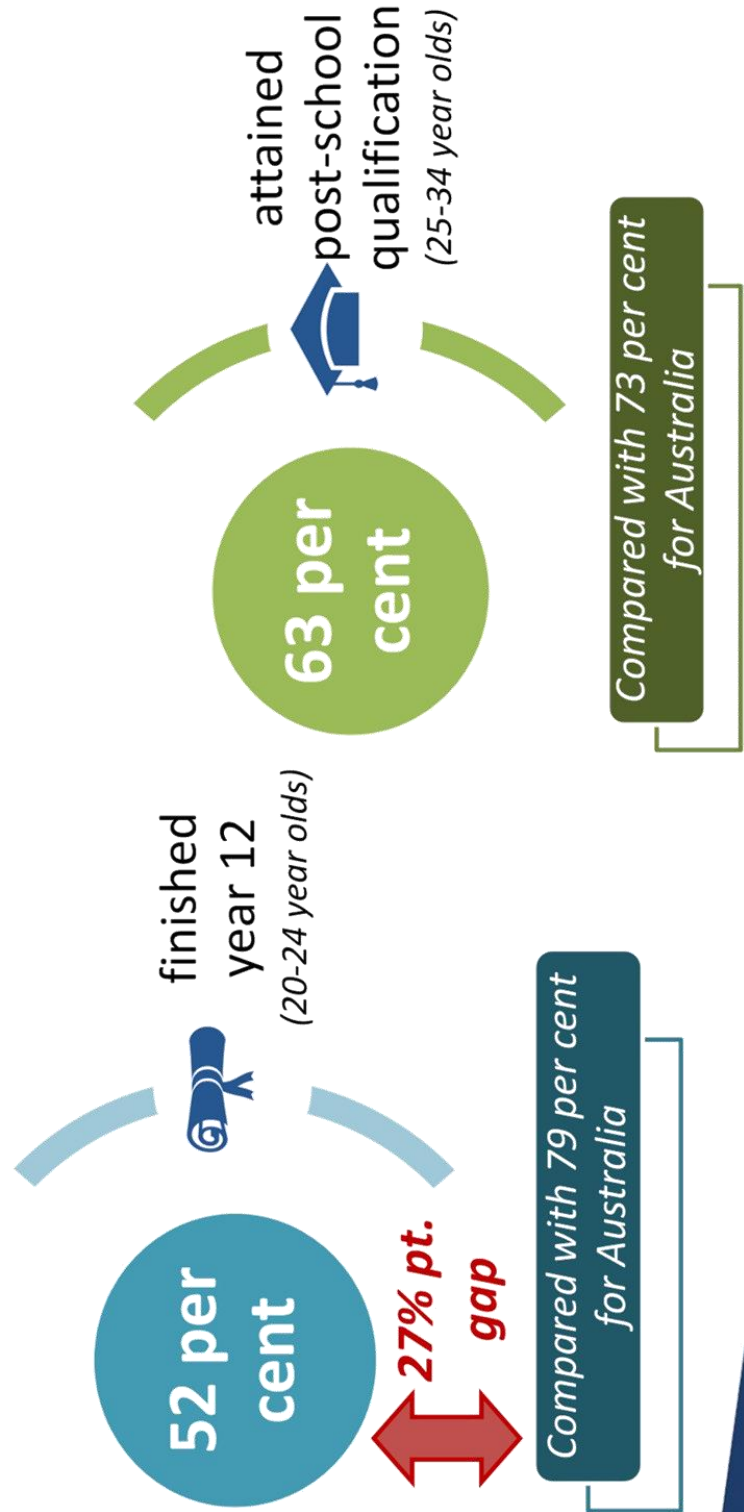 52 per
cent
finished
year 12
(20-24 year olds)
27% pt.
gap
Compared with 79 per cent
for Australia
63 per
cent
attained
post-school
qualification
(25-34 year olds)
Compared with 73 per cent
for Australia